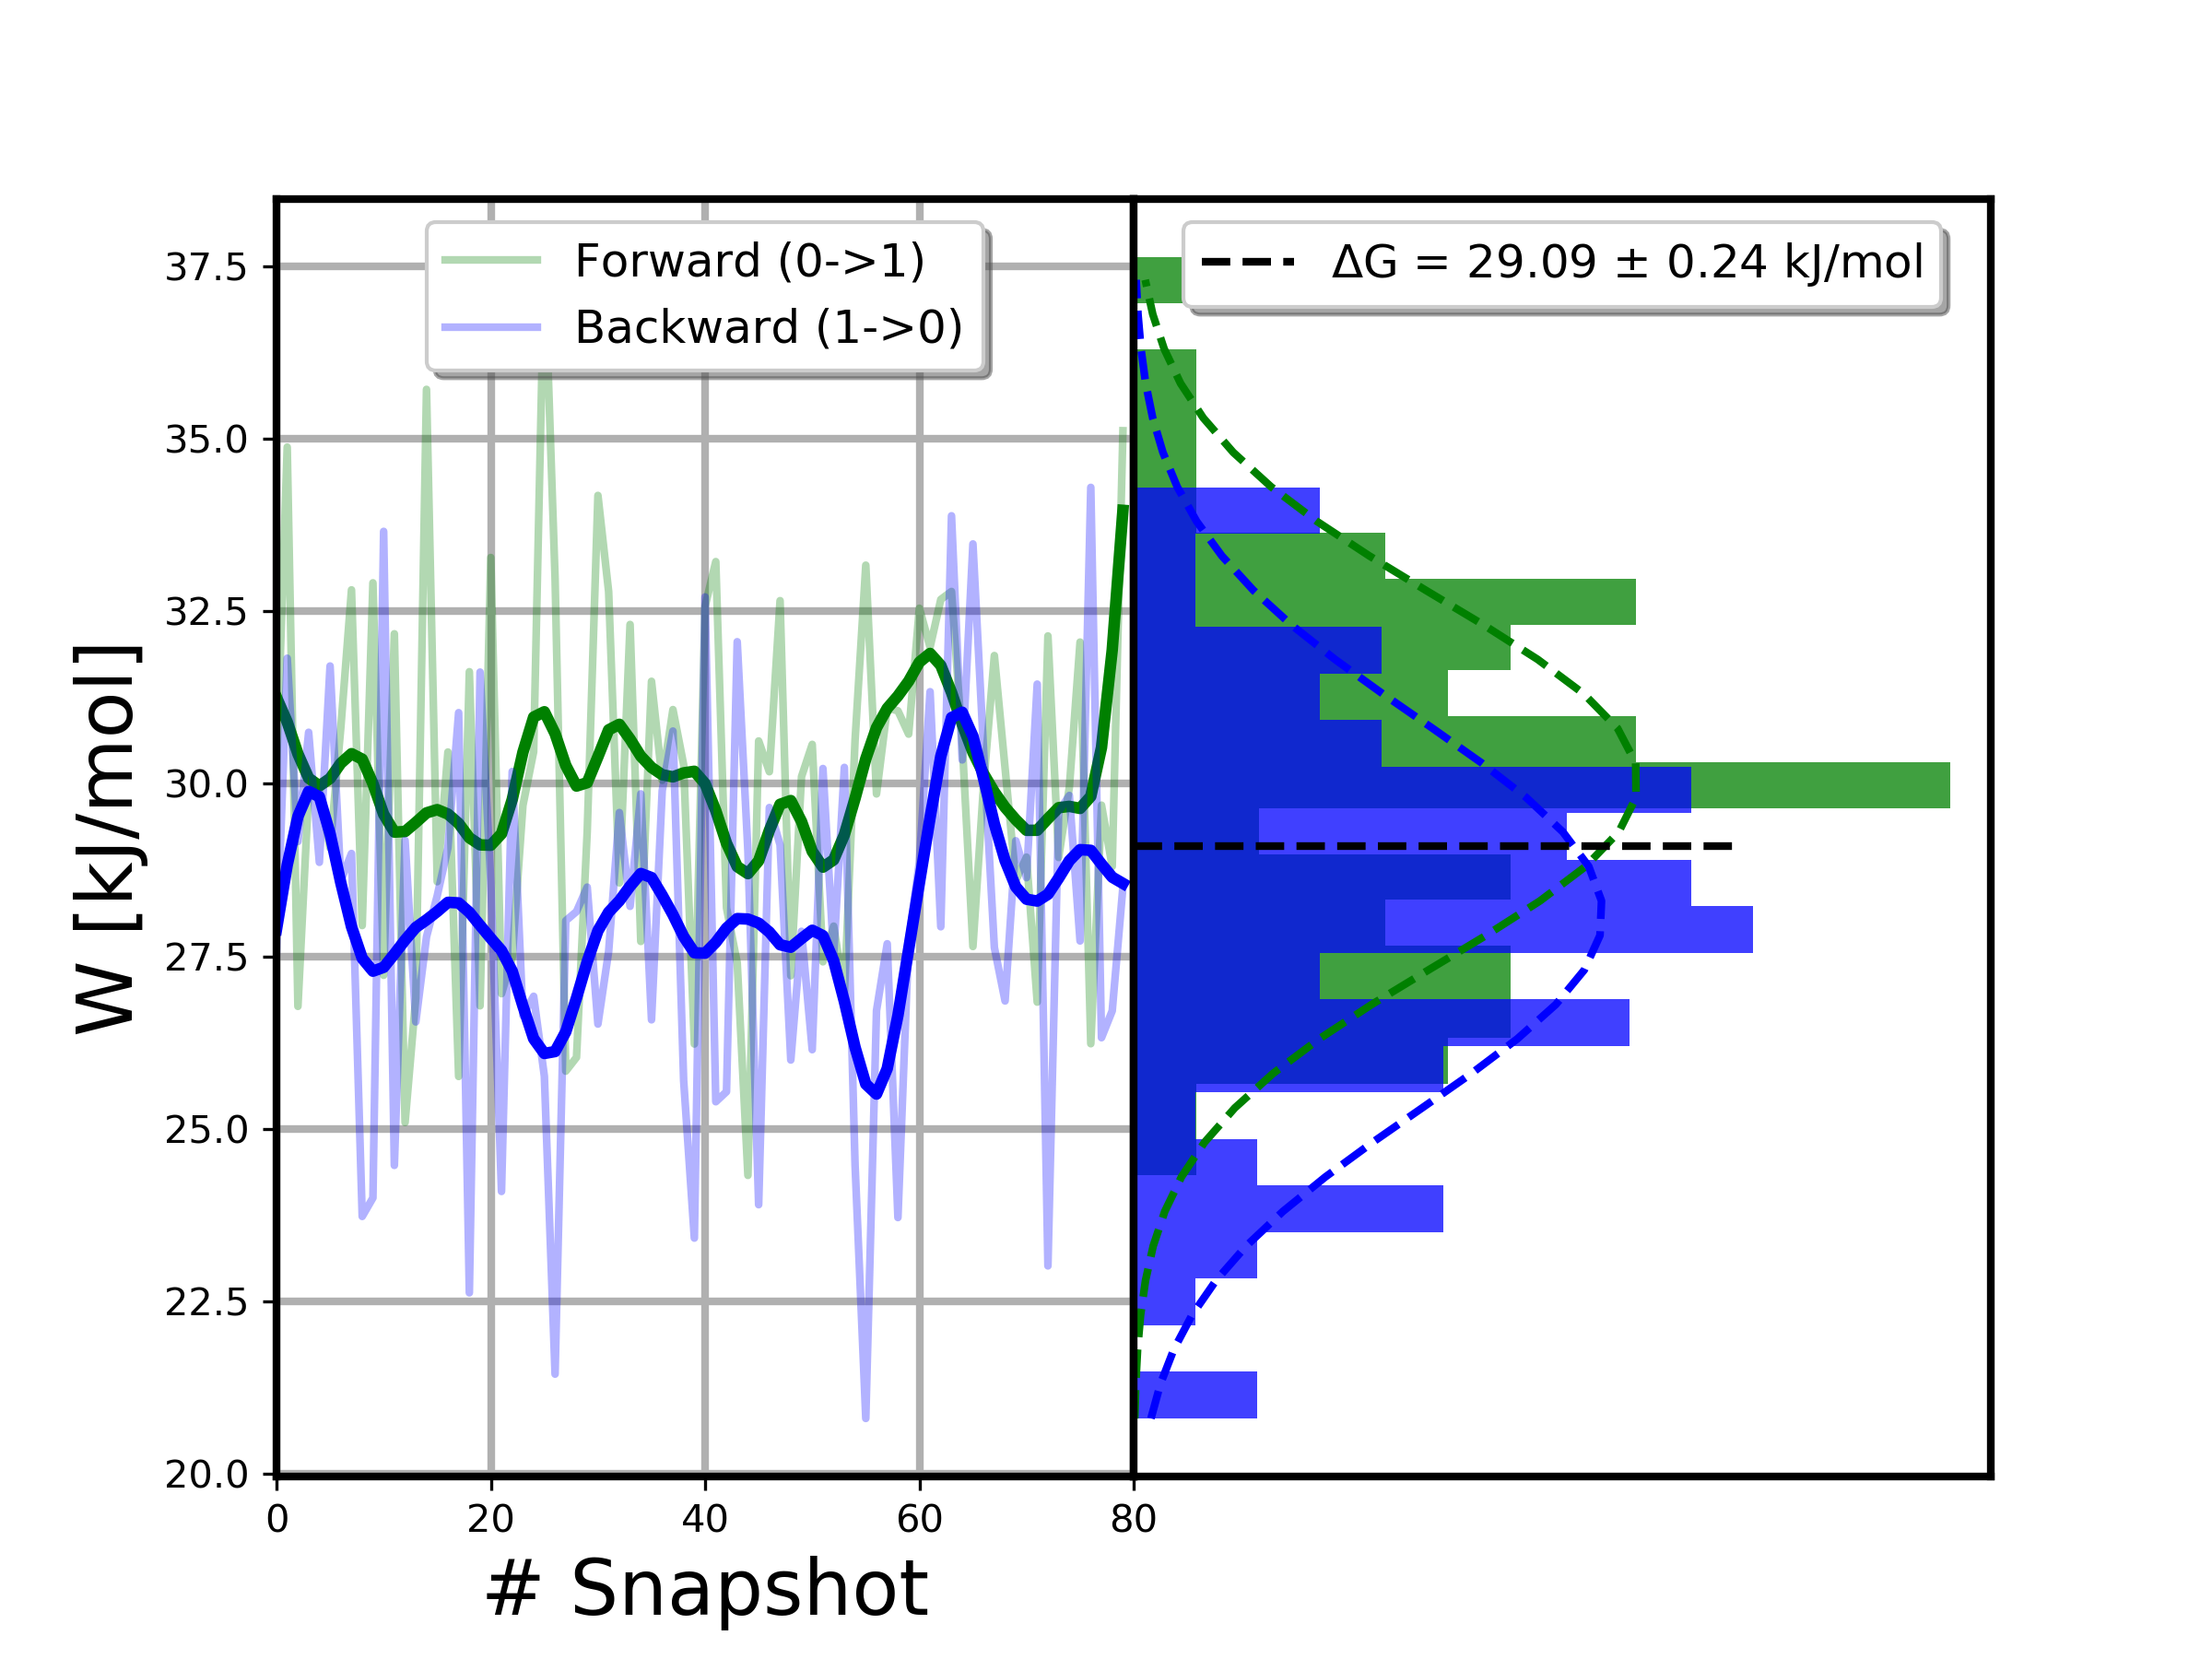 Forward (0->1)
Backward (1->0)
ΔG = 29.09 ± 0.24 kJ/mol
W [kJ/mol]
37.5
35.0
32.5
30.0
27.5
25.0
22.5
20.0
0 20 40 60 80
# Snapshot